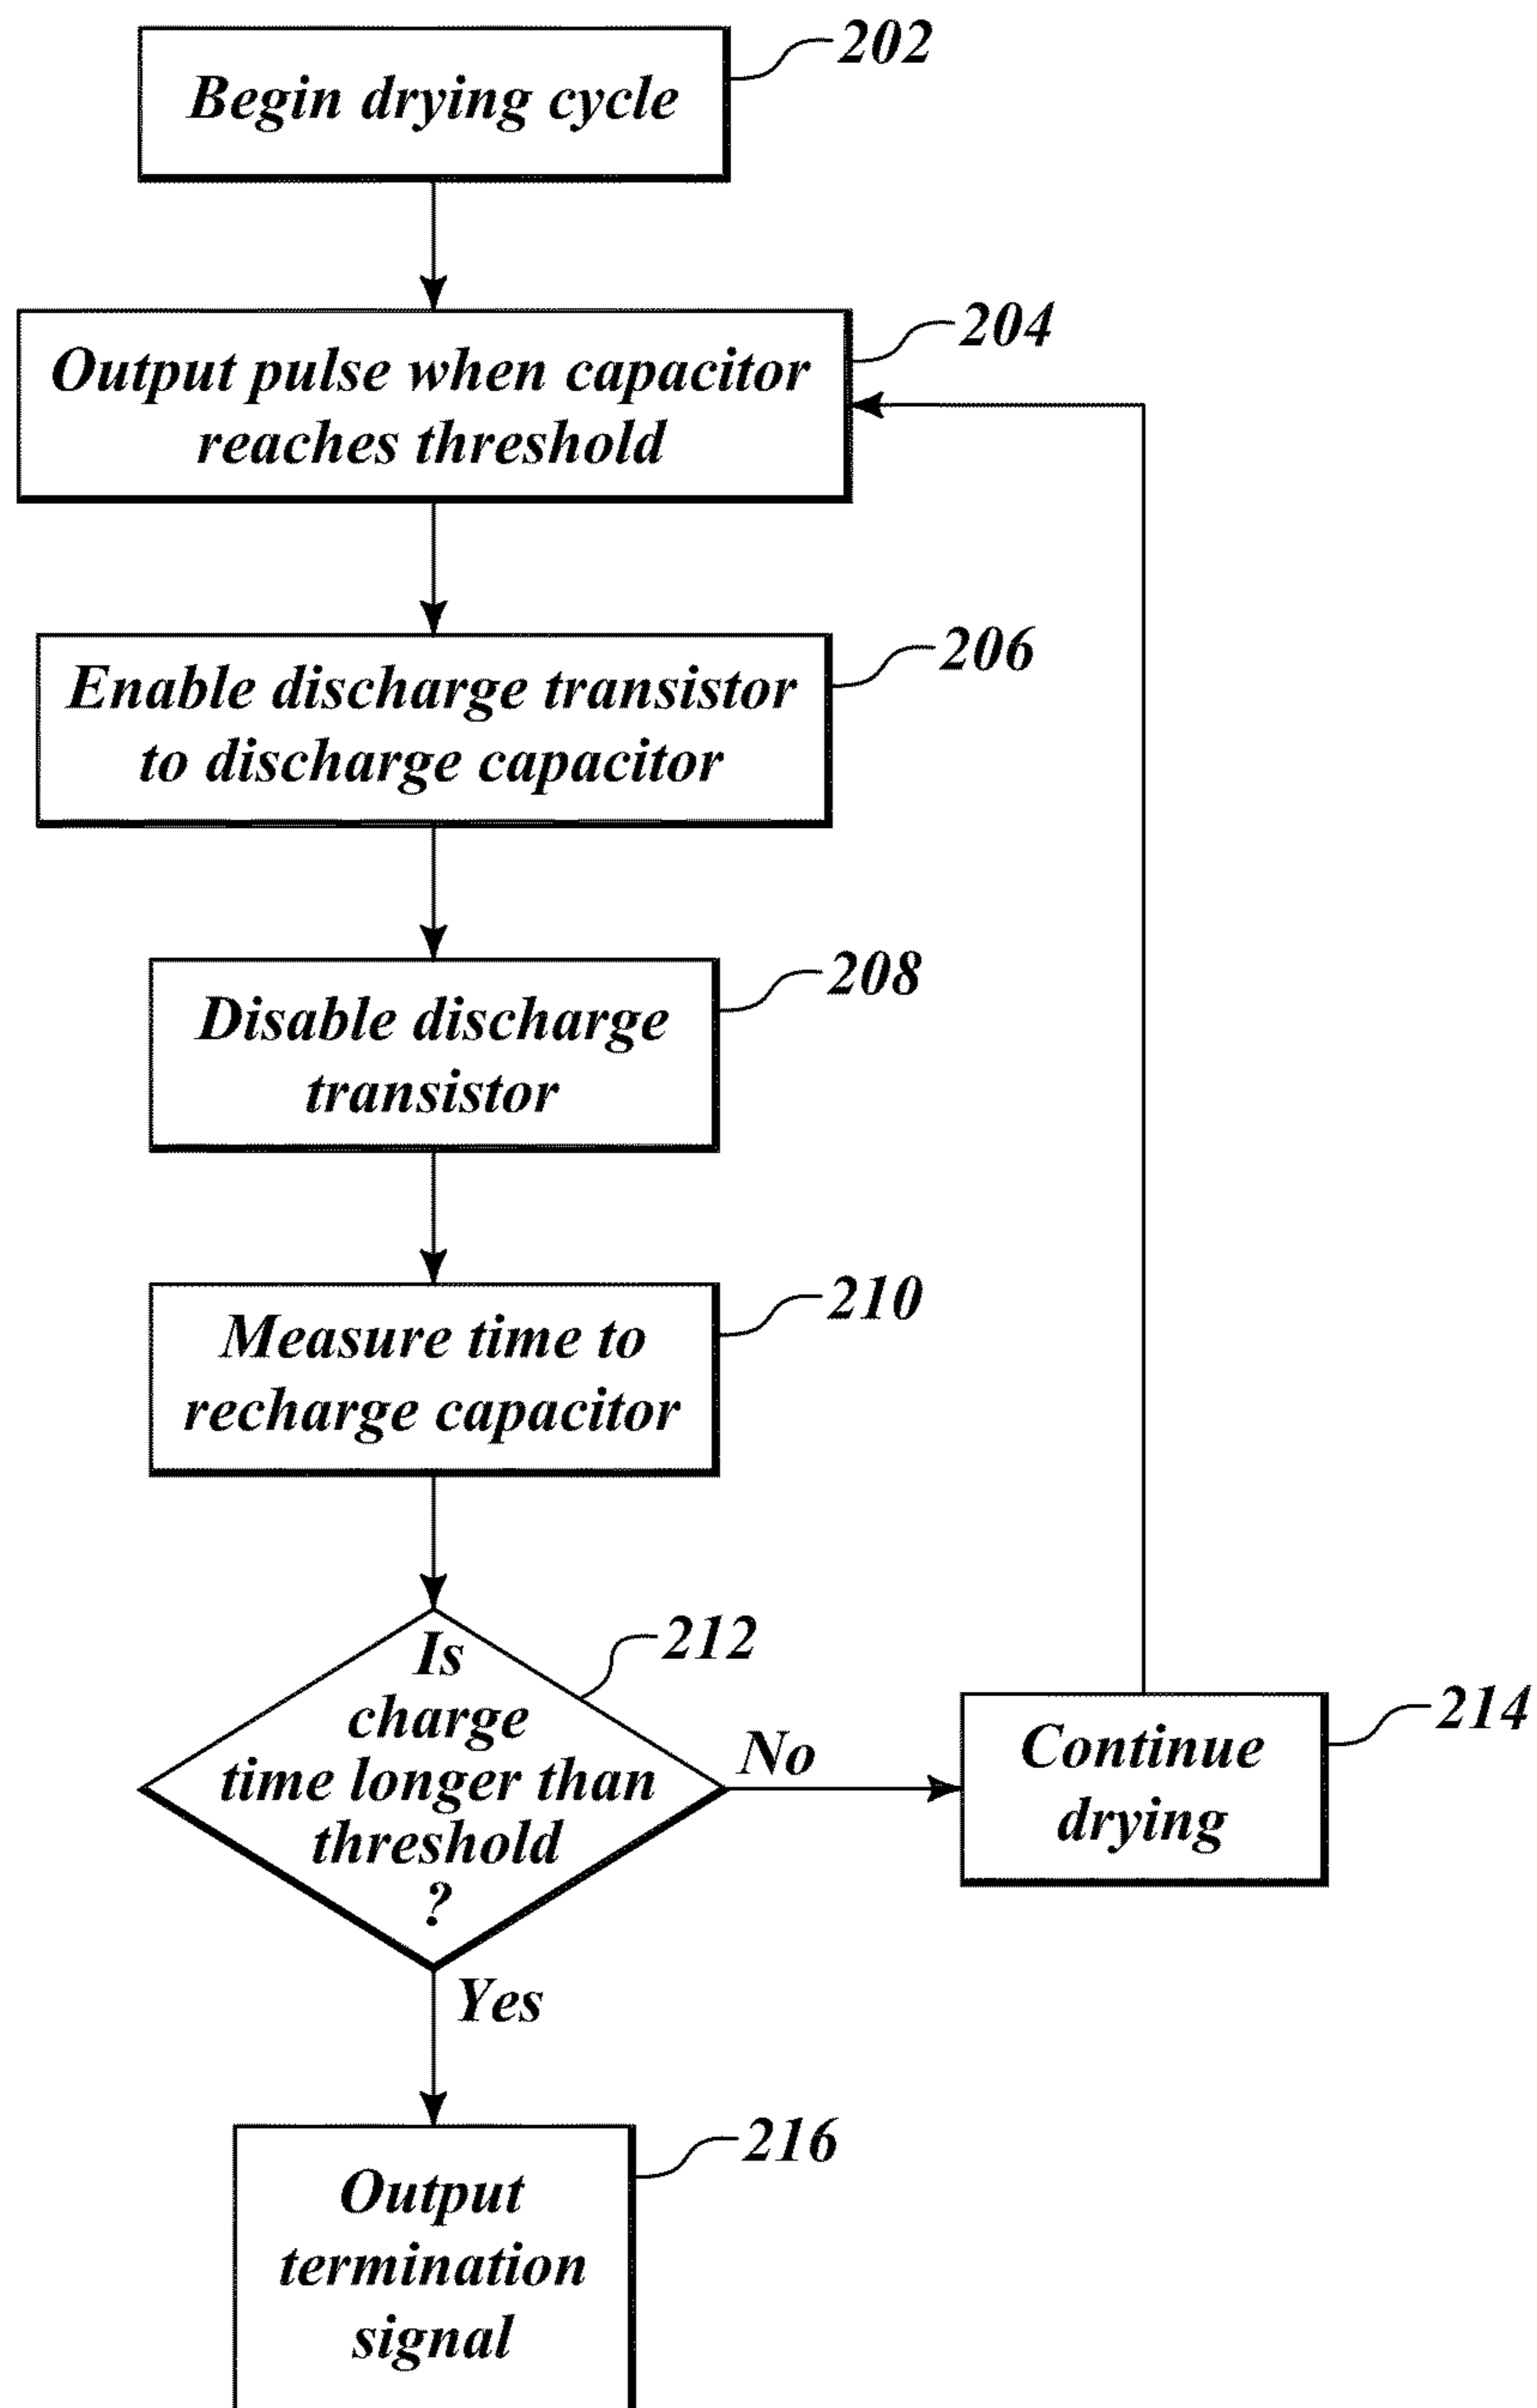 Begin drying cycle
202
Output pulse when capacitor
reaches threshold
204
Enable discharge transistor
to discharge capacitor
206
Disable discharge
transistor
208
Measure time to
recharge capacitor
210
Is
charge
time longer than
threshold
?
212
No
Continue
drying
214
Yes
Output
termination
signal
216